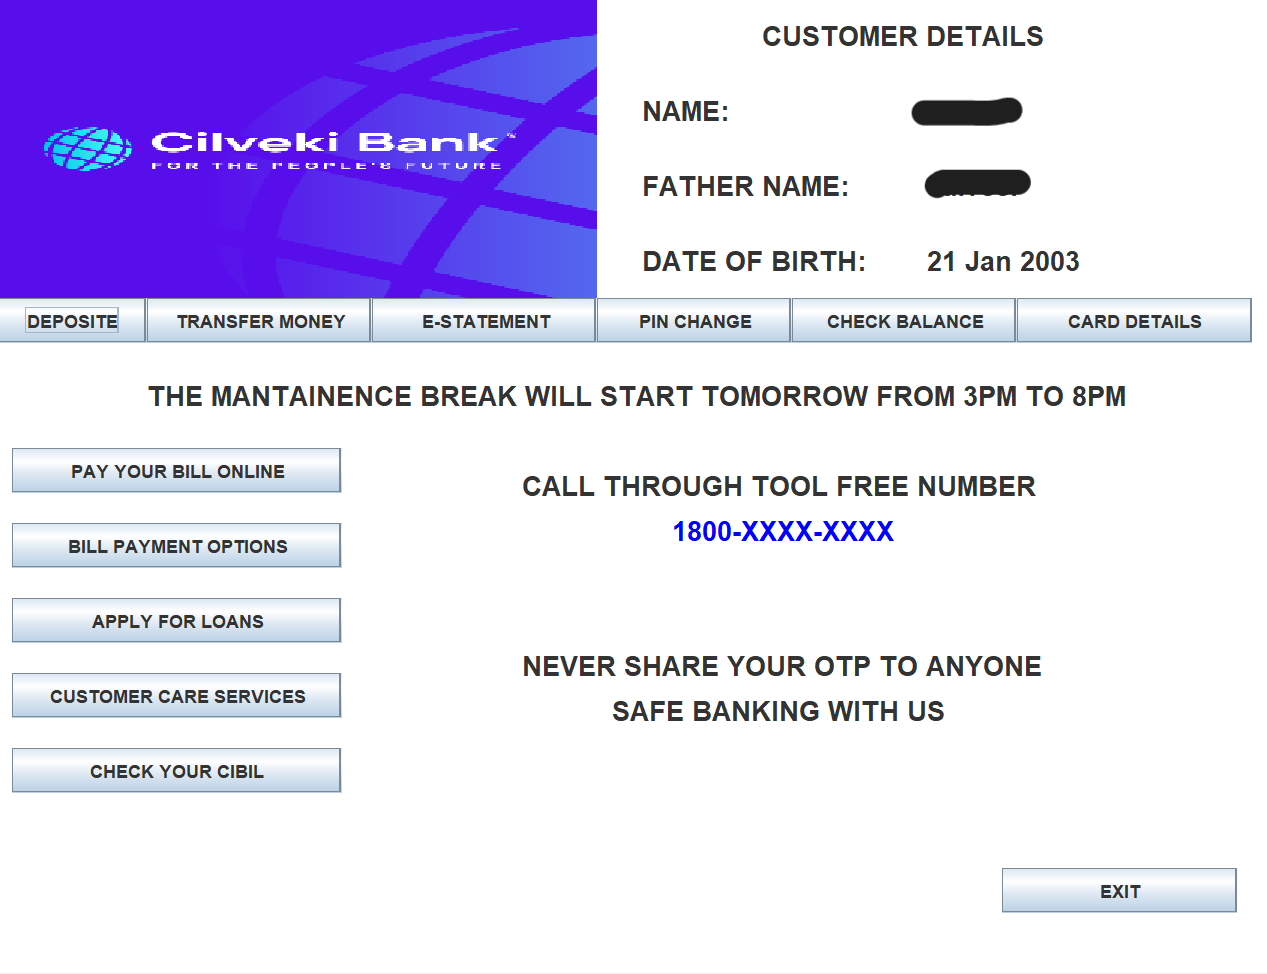 Cilveki Bank
FOR THE PEOPLE'S FUTURE
CUSTOMER DETAILS
NAME:
FATHER NAME:
DATE OF BIRTH: 21 Jan 2003
DEPOSITE TRANSFER MONEY E-STATEMENT PIN CHANGE CHECK BALANCE CARD DETAILS
THE MANTAINENCE BREAK WILL START TOMORROW FROM 3PM TO 8PM
PAY YOUR BILL ONLINE
CALL THROUGH TOOL FREE NUMBER
1800-XXXX-XXXX
BILL PAYMENT OPTIONS
APPLY FOR LOANS
NEVER SHARE YOUR OTP TO ANYONE
CUSTOMER CARE SERVICES
SAFE BANKING WITH US
CHECK YOUR CIBIL
EXIT